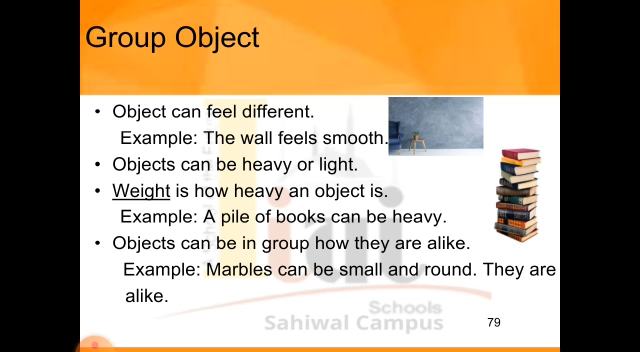 Group Object
• Object can feel different.
Example: The wall feels smooth.
• Objects can be heavy or light.
• Weight is how heavy an object is.
Example: A pile of books can be heavy.
• Objects can be in group how they are alike.
Example: Marbles can be small and round. They are
alike.
Schools
Sahiwal Campus
79